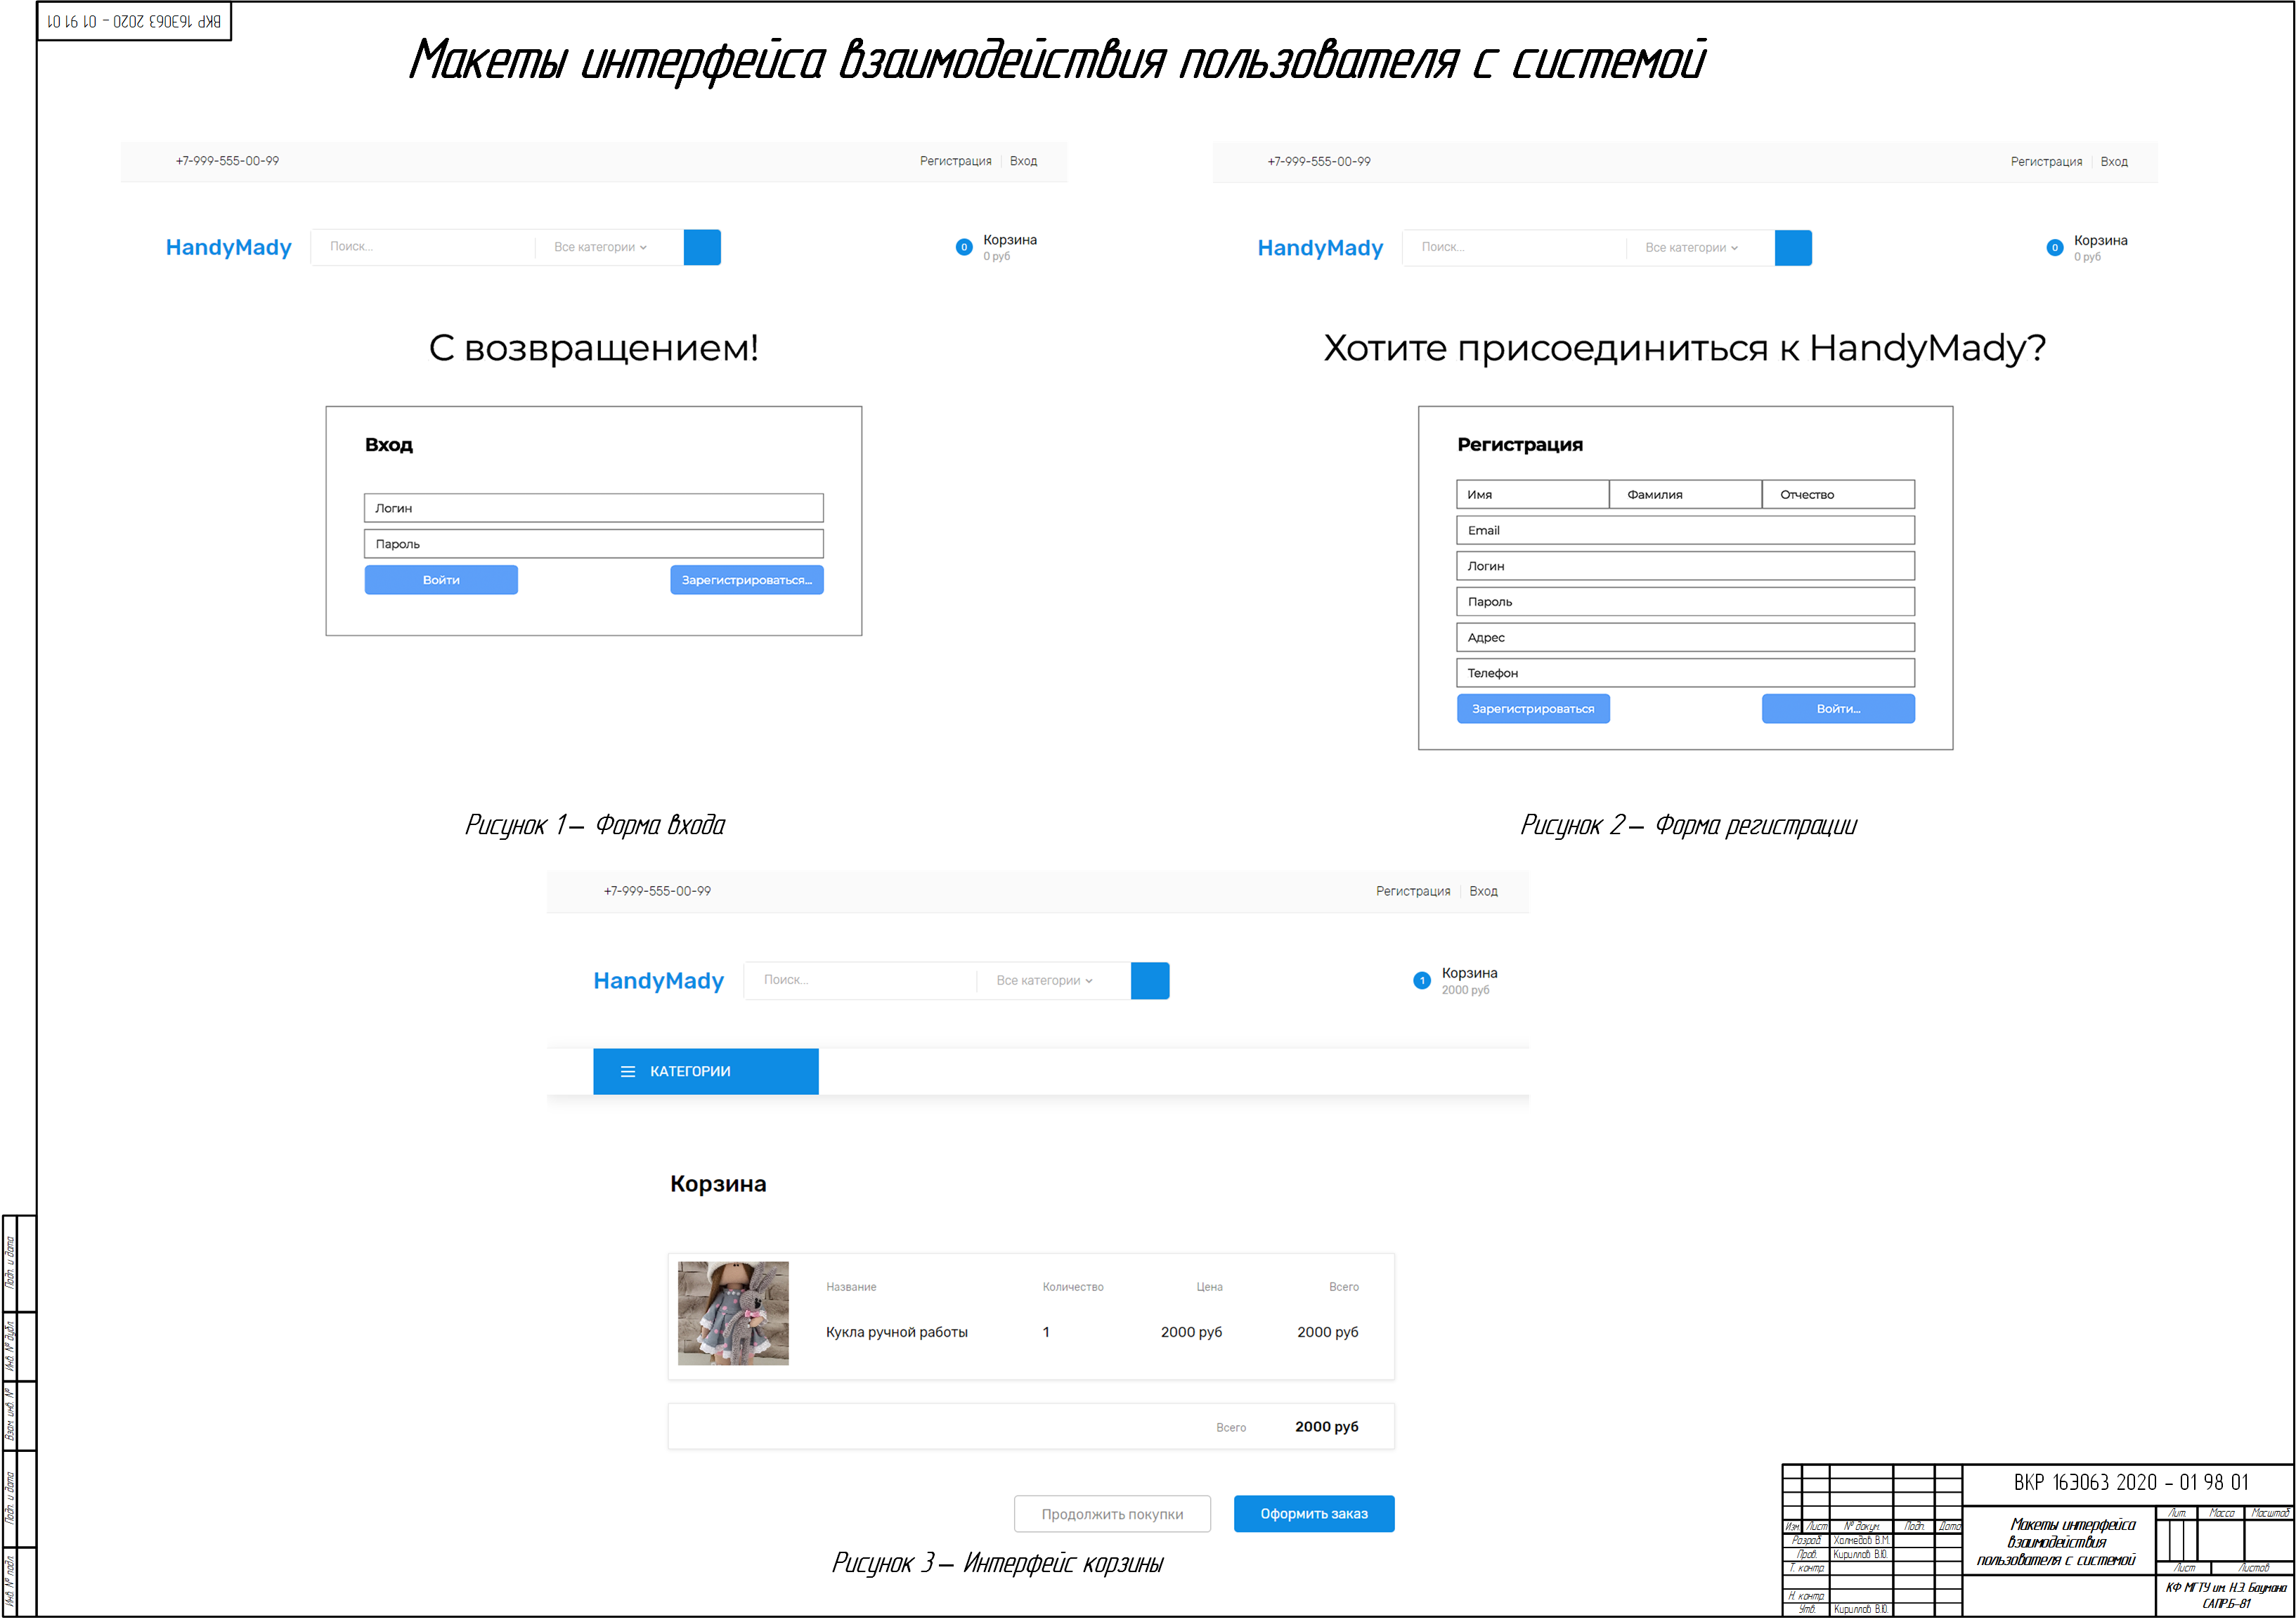 ВКР 16Э063 2020 - 01 91 01
Макеты интерфейса взаимодействия пользователя с системой
+7-999-555-00-99
Регистрация
Вход
HandyMady
Поиск...
Все категории
0
Корзина
0 руб
С возвращением!
Вход
Логин
Пароль
Войти
Зарегистрироваться...
Рисунок 1 – Форма входа
+7-999-555-00-99
Регистрация
Вход
HandyMady
Поиск...
Все категории
0
Корзина
0 руб
Хотите присоединиться к HandyMady?
Регистрация
Имя
Фамилия
Отчество
Email
Логин
Пароль
Адрес
Телефон
Зарегистрироваться
Войти...
Рисунок 2 – Форма регистрации
+7-999-555-00-99
Регистрация
Вход
HandyMady
Поиск...
Все категории
1
Корзина
2000 руб
КАТЕГОРИИ
Корзина
Название
Количество
Цена
Всего
Кукла ручной работы
1
2000 руб
2000 руб
Всего
2000 руб
Продолжить покупки
Оформить заказ
Рисунок 3 – Интерфейс корзины
Подп. и дата
Инв. № дубл.
Взам. инв. №
Подп. и дата
Инв. № подл.
ВКР 16Э063 2020 - 01 98 01
Изм. Лист № докум. Подп. Дата
Разраб. Холмедов В.М.
Пров. Кириллов В.Ю.
Т. контр.
Н. контр.
Утв. Кириллов В.Ю.
Макеты интерфейса
взаимодействия
пользователя с системой
Лит. Масса Масштаб
Лист Листов
КФ МГТУ им. Н.Э. Баумана
САПР.Б-81